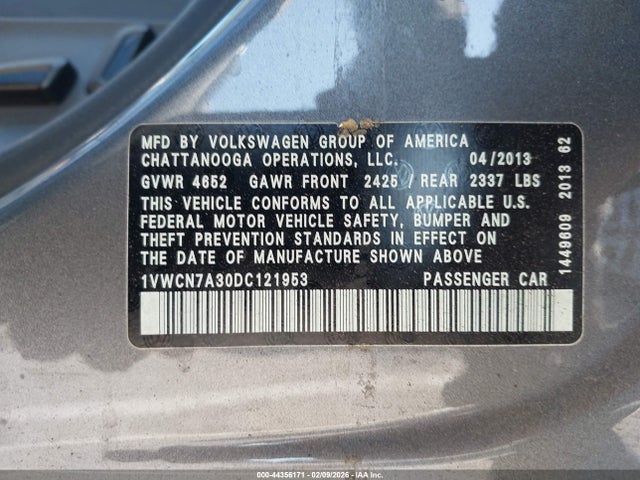 MFD BY VOLKSWAGEN GROUP OF AMERICA
CHATTANOOGA OPERATIONS, LLC. 04/2013
GVWR 4652 GAWR FRONT 2425/ REAR 2337 LBS
THIS VEHICLE CONFORMS TO ALL APPLICABLE U.S.
FEDERAL MOTOR VEHICLE SAFETY, BUMPER AND
THEFT PREVENTION STANDARDS IN EFFECT ON
THE DATE OF MANUFACTURE SHOWN ABOVE
1VWCN7A30DC121953 PASSENGER CAR
1449609 2013 62
000-44356171 - 02/09/2026 - IAAI.com